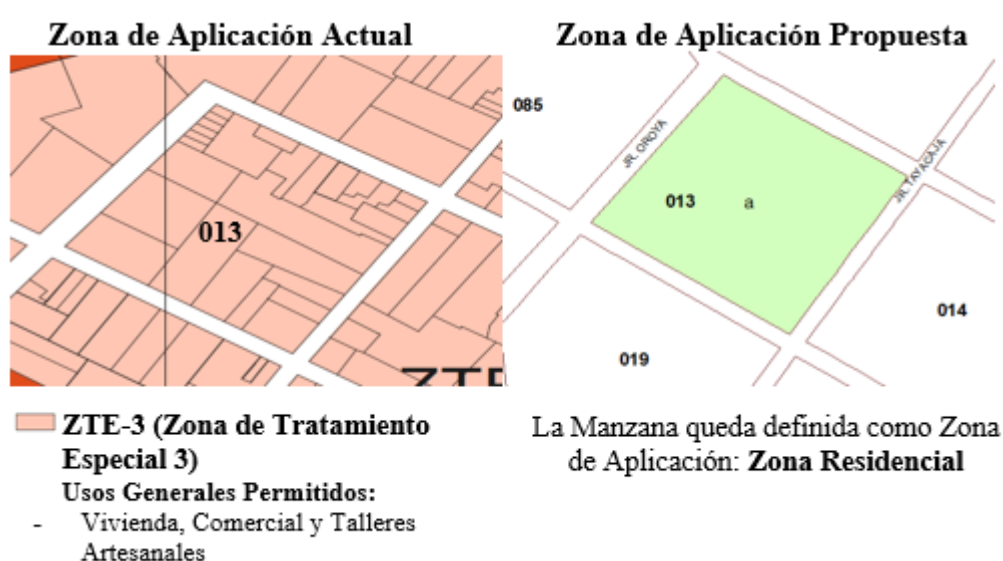 Zona de Aplicación Actual
013
ZTE
ZTE-3 (Zona de Tratamiento
Especial 3)
Usos Generales Permitidos:
- Vivienda, Comercial y Talleres
Artesanales
Zona de Aplicación Propuesta
085
JR. OROYA
JR. TAYACAJA
013 a
014
019
La Manzana queda definida como Zona
de Aplicación: Zona Residencial